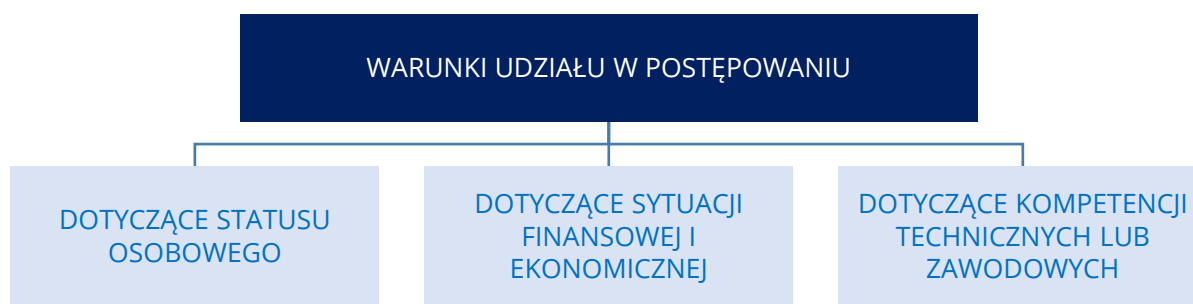 WARUNKI UDZIAŁU W POSTĘPOWANIU
DOTYCZĄCE STATUSU
OSOBOWEGO
DOTYCZĄCE SYTUACJI
FINANSOWEJ I
EKONOMICZNEJ
DOTYCZĄCE KOMPETENCJI
TECHNICZNYCH LUB
ZAWODOWYCH